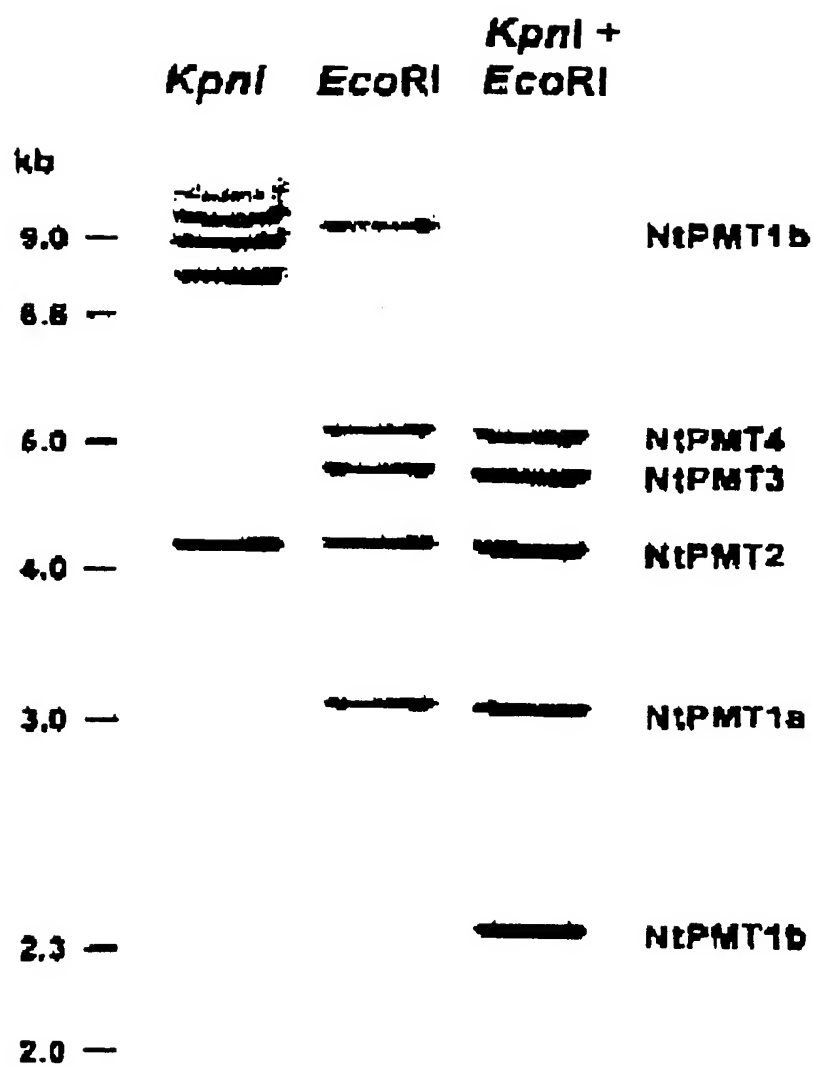 KpnI +
KpnI EcoRI EcoRI
kb
9.0 — NtPMT1b
6.6 —
5.0 — NtPMT4
NtPMT3
4.0 — NtPMT2
3.0 — NtPMT1a
2.3 — NtPMT1b
2.0 —